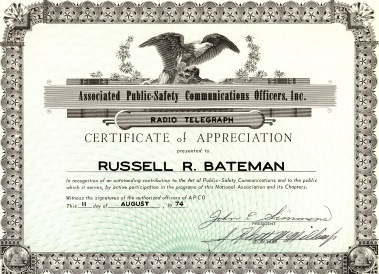 Associated Public-Safety Communications Officers, Inc.
RADIO TELEGRAPH
CERTIFICATE of APPRECIATION
presented to
RUSSELL R. BATEMAN
In recognition of an outstanding contribution to the Art of Public-Safety Communications and to the public
which it serves, by active participation in the programs of this National Association and its Chapters.
Witness the signatures of the authorized officers of A.P.C.O
This 11 day of AUGUST, 19 74
John E.
PRESIDENT